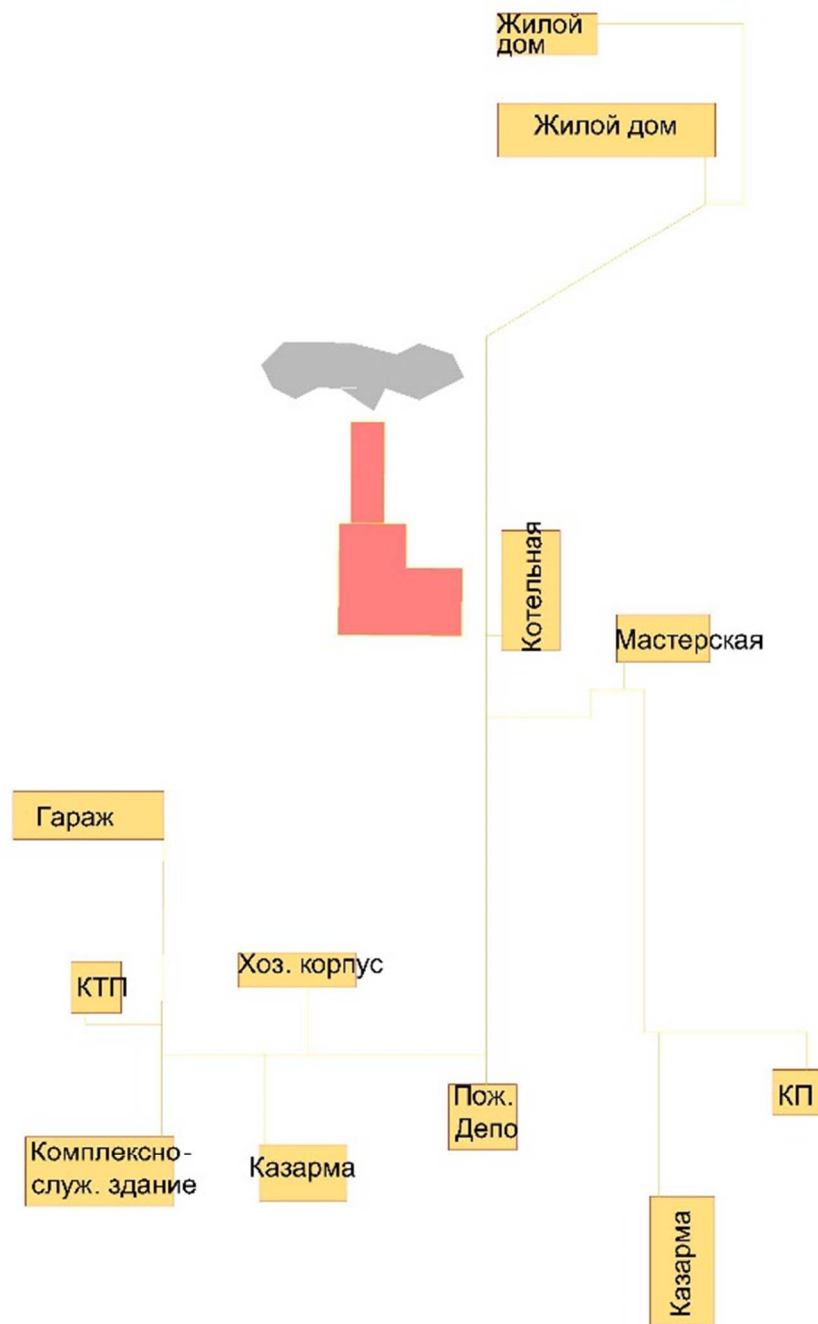 Жилой
дом
Жилой дом
Котельная
Мастерская
Гараж
Хоз. корпус
КТП
Пож.
Депо
КП
Комплексно-
служ. здание
Казарма
Казарма